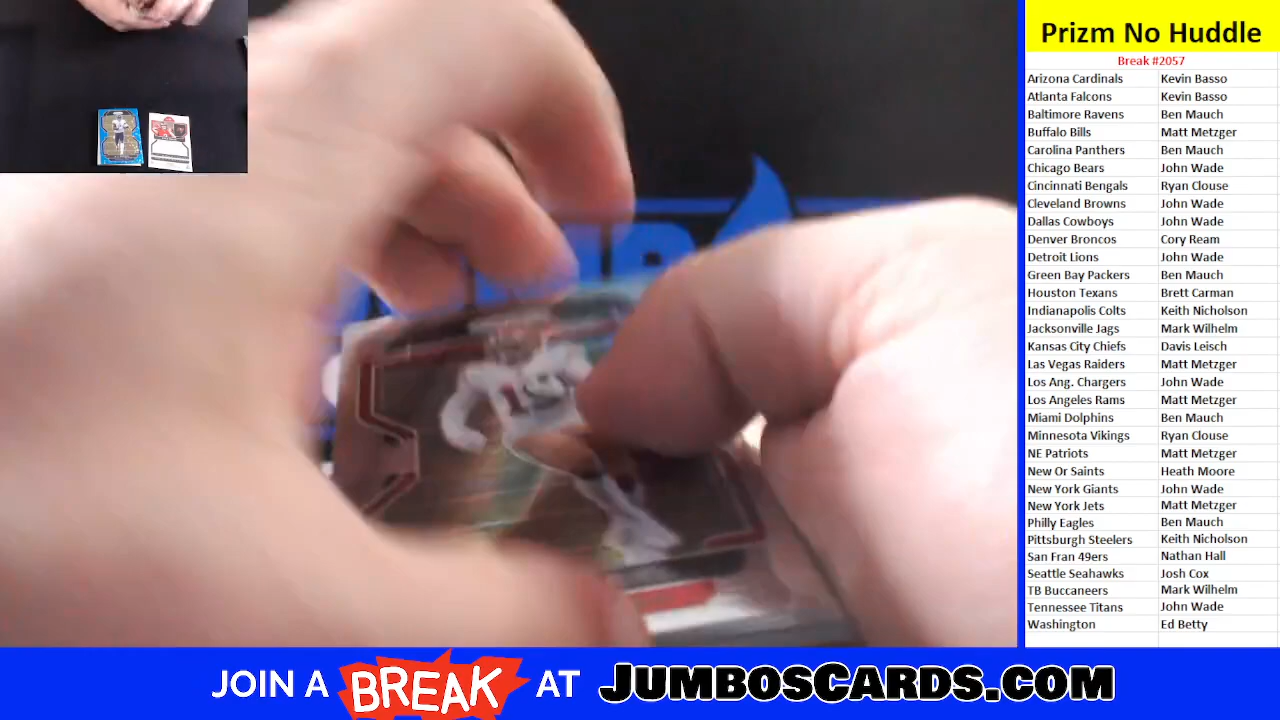 Prizm No Huddle
Break #2057
Arizona Cardinals Kevin Basso
Atlanta Falcons Kevin Basso
Baltimore Ravens Ben Mauch
Buffalo Bills Matt Metzger
Carolina Panthers Ben Mauch
Chicago Bears John Wade
Cincinnati Bengals Ryan Clouse
Cleveland Browns John Wade
Dallas Cowboys John Wade
Denver Broncos Cory Ream
Detroit Lions John Wade
Green Bay Packers Ben Mauch
Houston Texans Brett Carman
Indianapolis Colts Keith Nicholson
Jacksonville Jags Mark Wilhelm
Kansas City Chiefs Davis Leisch
Las Vegas Raiders Matt Metzger
Los Ang. Chargers John Wade
Los Angeles Rams Matt Metzger
Miami Dolphins Ben Mauch
Minnesota Vikings Ryan Clouse
NE Patriots Matt Metzger
New Or Saints Heath Moore
New York Giants John Wade
New York Jets Matt Metzger
Philly Eagles Ben Mauch
Pittsburgh Steelers Keith Nicholson
San Fran 49ers Nathan Hall
Seattle Seahawks Josh Cox
TB Buccaneers Mark Wilhelm
Tennessee Titans John Wade
Washington Ed Betty
19
JOIN A BREAK AT JUMBOSCARDS.COM